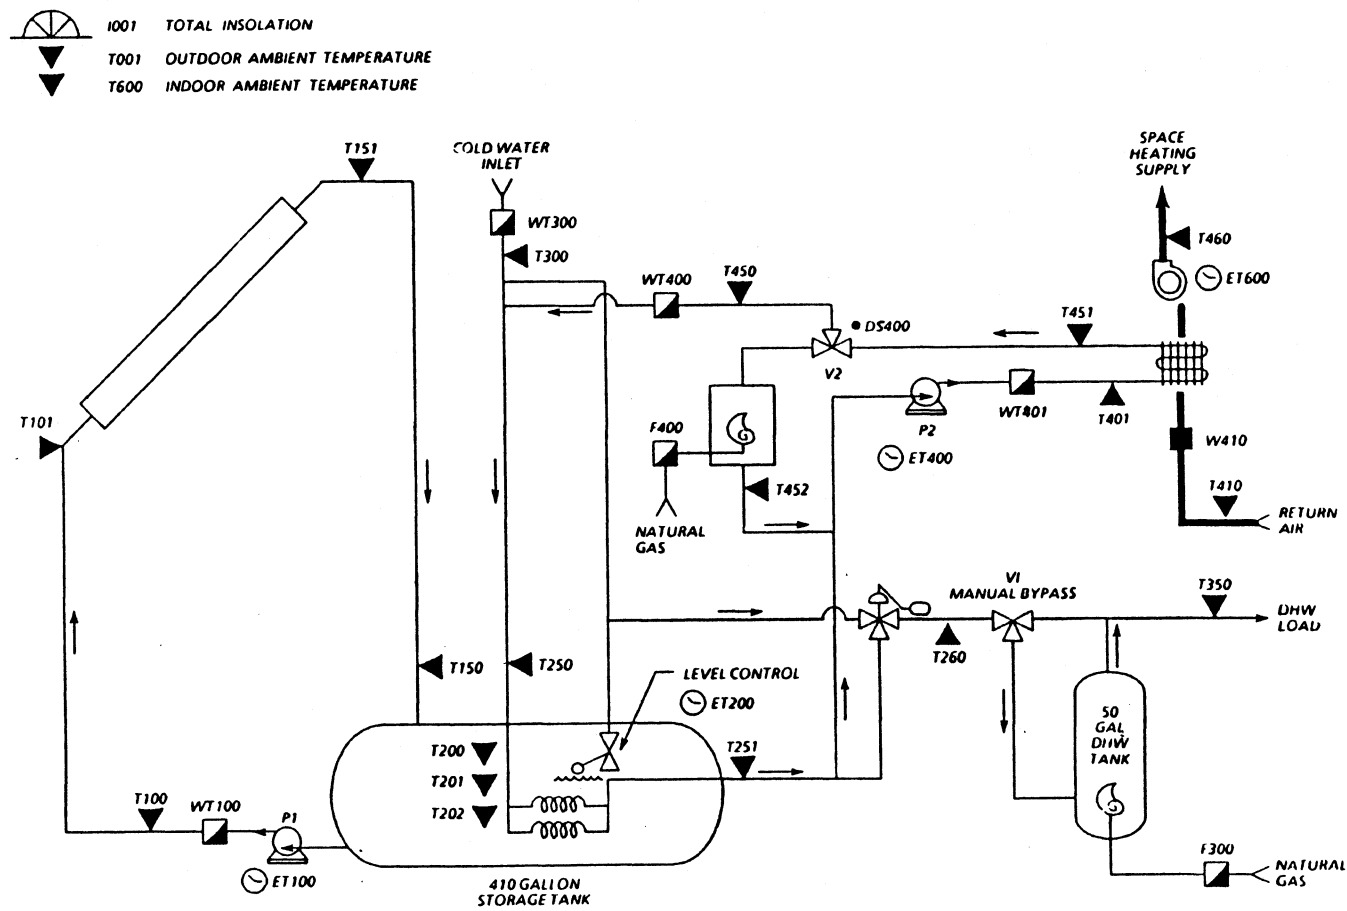 I001 TOTAL INSOLATION
T001 OUTDOOR AMBIENT TEMPERATURE
T600 INDOOR AMBIENT TEMPERATURE
T151
COLD WATER
INLET
SPACE
HEATING
SUPPLY
WT300
T300
T460
WT400
T450
ET600
DS400
T451
V2
T101
F400
P2
WT401
T401
W410
ET400
T452
T410
NATURAL
GAS
RETURN
AIR
V1
MANUAL BYPASS
T350
DHW
LOAD
T260
T150
T250
LEVEL CONTROL
ET200
50
GAL
DHW
TANK
T200
T251
T201
T202
T100
WT100
P1
ET100
410 GALLON
STORAGE TANK
F300
NATURAL
GAS